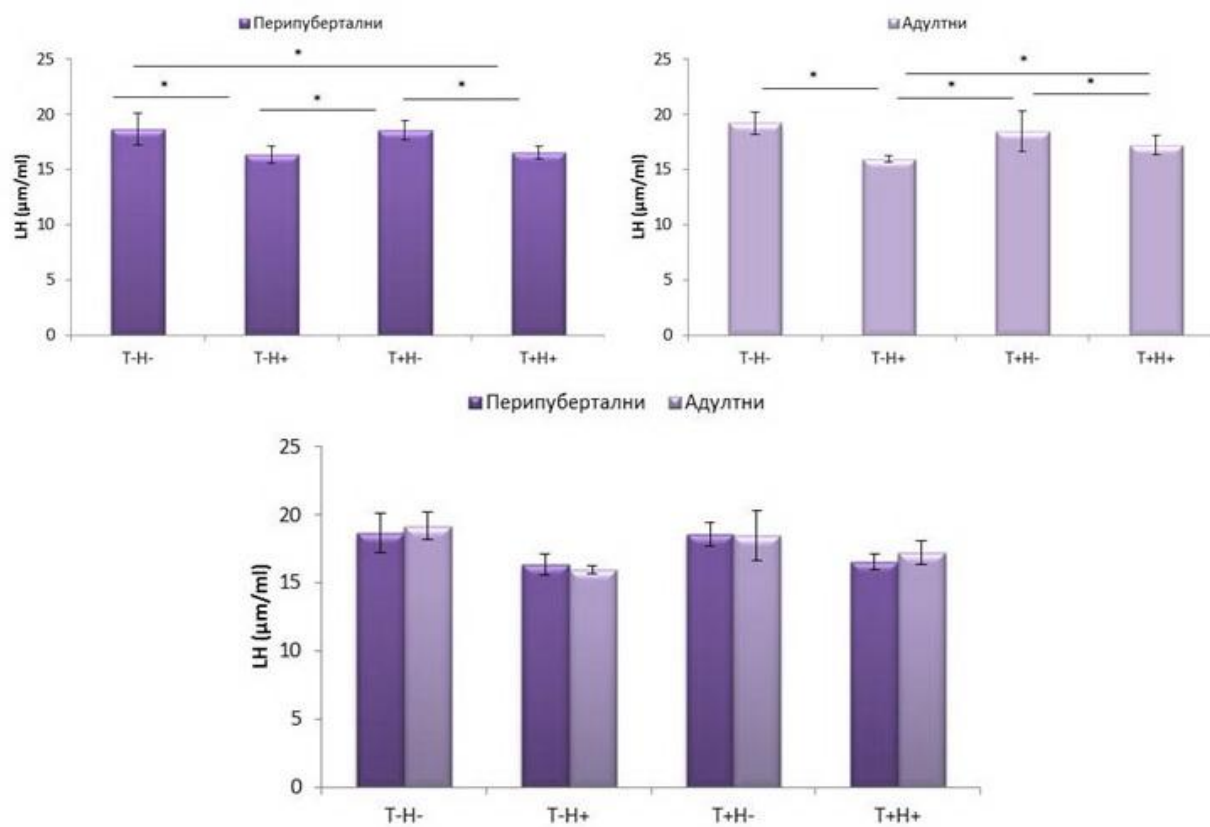 Перипубертални
25
20
15
10
5
0
LH (µm/ml)
*
*
*
*
T-H-
T-H+
T+H-
T+H+
Адултни
25
20
15
10
5
0
LH (µm/ml)
*
*
*
*
T-H-
T-H+
T+H-
T+H+
Перипубертални Адултни
25
20
15
10
5
0
LH (µm/ml)
T-H-
T-H+
T+H-
T+H+